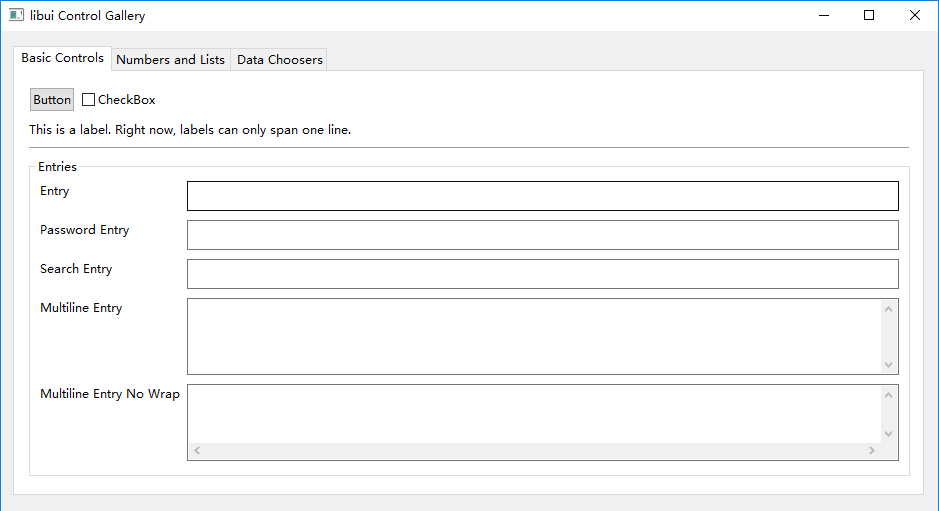 libui Control Gallery
Basic Controls Numbers and Lists Data Choosers
Button CheckBox
This is a label. Right now, labels can only span one line.
Entries
Entry
Password Entry
Search Entry
Multiline Entry
Multiline Entry No Wrap